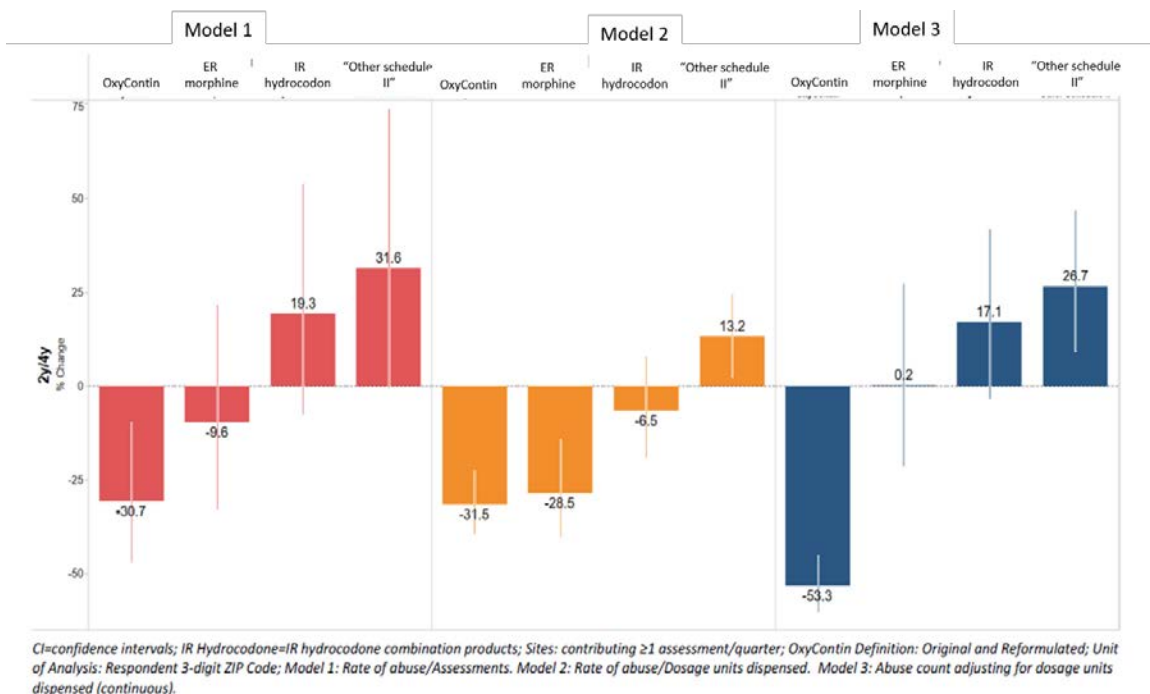 Model 1
Model 2
Model 3
OxyContin
ER
morphine
IR
hydrocodon
“Other schedule
II”
OxyContin
ER
morphine
IR
hydrocodon
“Other schedule
II”
OxyContin
ER
morphine
IR
hydrocodon
“Other schedule
II”
2y/4y
% Change
75
50
25
0
-25
-50
-30.7
-9.6
19.3
31.6
-31.5
-28.5
-6.5
13.2
-53.3
0.2
17.1
26.7
CI=confidence intervals; IR Hydrocodone=IR hydrocodone combination products; Sites: contributing ≥1 assessment/quarter; OxyContin Definition: Original and Reformulated; Unit
of Analysis: Respondent 3-digit ZIP Code; Model 1: Rate of abuse/Assessments. Model 2: Rate of abuse/Dosage units dispensed. Model 3: Abuse count adjusting for dosage units
dispensed (continuous).